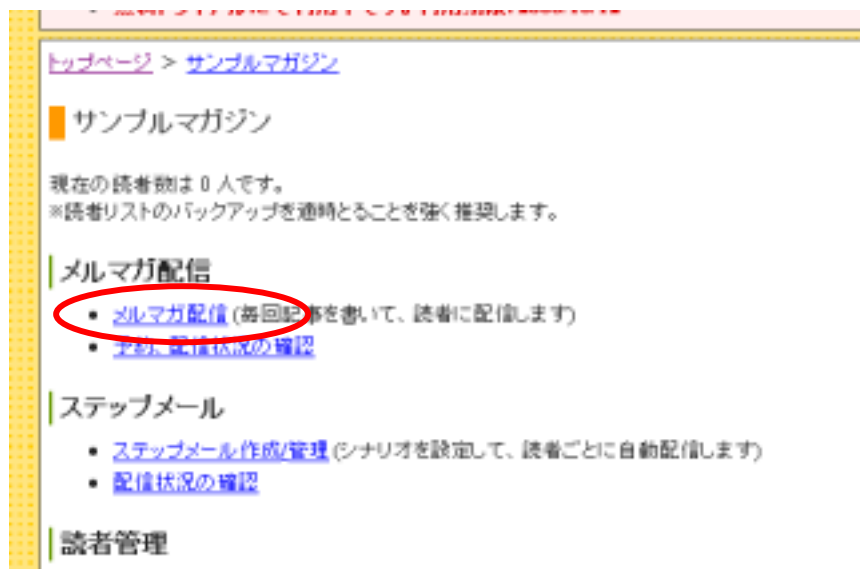 トップページ > サンプルマガジン
サンプルマガジン
現在の読者数は 0 人です。
※読者リストのバックアップを適時とることを強く推奨します。
メルマガ配信
メルマガ配信 (毎回記事を書いて、読者に配信します)
予約、配信状況の確認
ステップメール
ステップメール作成/管理 (シナリオを設定して、読者ごとに自動配信します)
配信状況の確認
読者管理